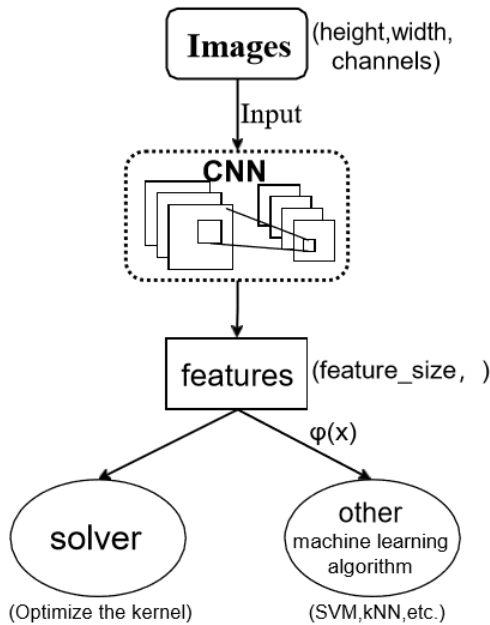 Images
(height,width,
channels)
Input
CNN
features
(feature_size, )
φ(x)
solver
(Optimize the kernel)
other
machine learning
algorithm
(SVM,kNN,etc.)